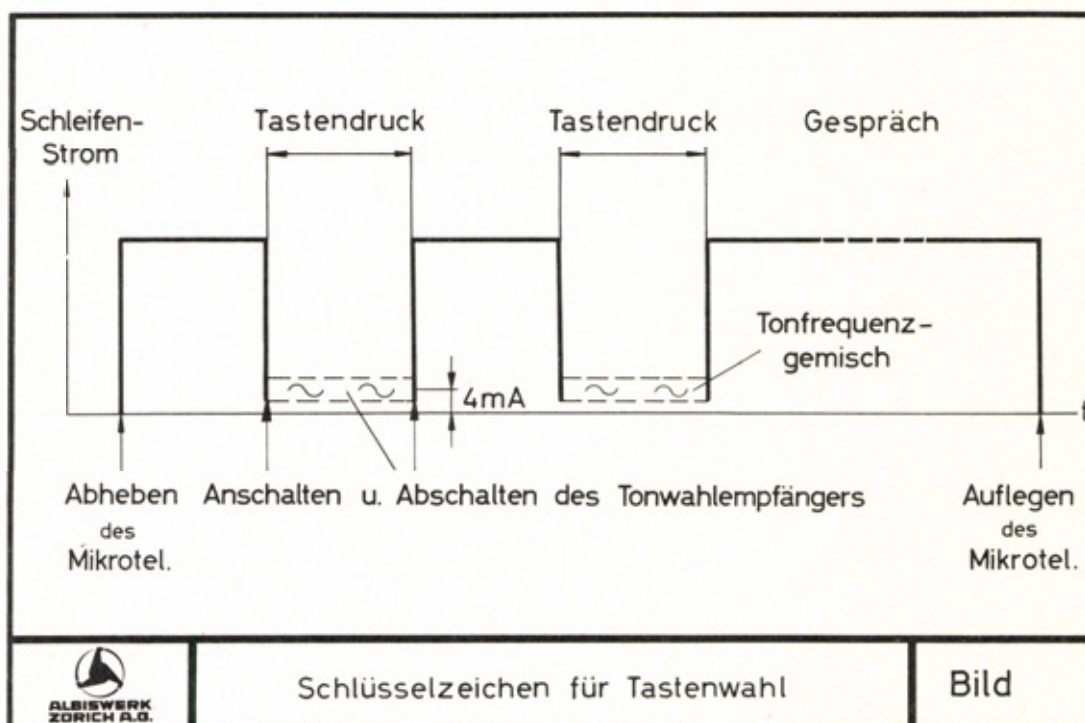 Schleifen-
Strom
Tastendruck
Tastendruck
Gespräch
Tonfrequenz-
gemisch
4mA
t
Abheben
des
Mikrotel.
Anschalten u. Abschalten des Tonwahlempfängers
Auflegen
des
Mikrotel.
ALBISWERK
ZÜRICH A.G.
Schlüsselzeichen für Tastenwahl
Bild